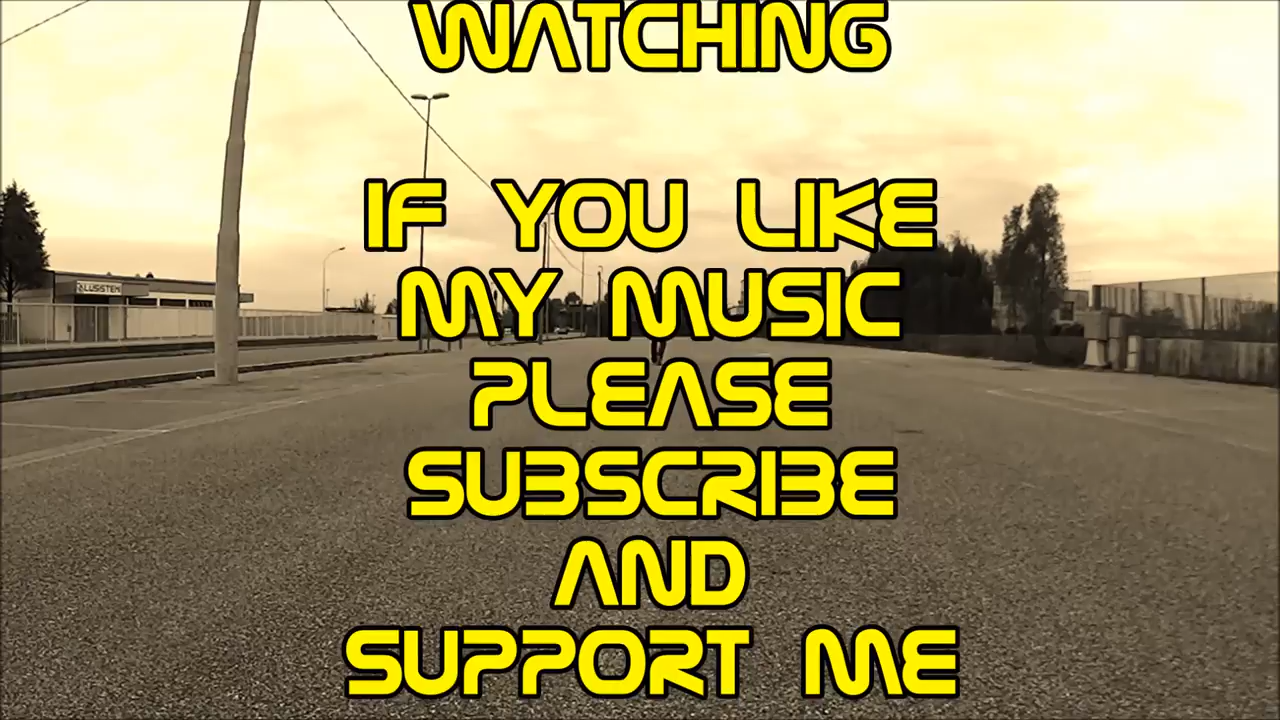 WATCHING
IF YOU LIKE
MY MUSIC
PLEASE
SUBSCRIBE
AND
SUPPORT ME